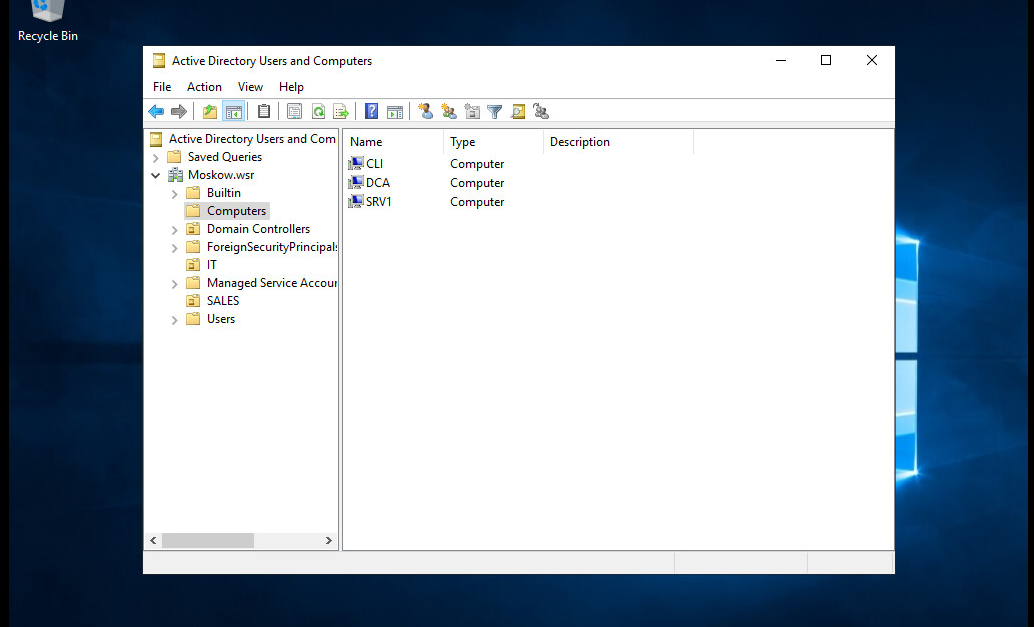 Recycle Bin
Active Directory Users and Computers
File Action View Help
Active Directory Users and Com
Saved Queries
Moskow.wsr
Builtin
Computers
Domain Controllers
ForeignSecurityPrincipals
IT
Managed Service Accour
SALES
Users
Name Type Description
CLI Computer
DCA Computer
SRV1 Computer